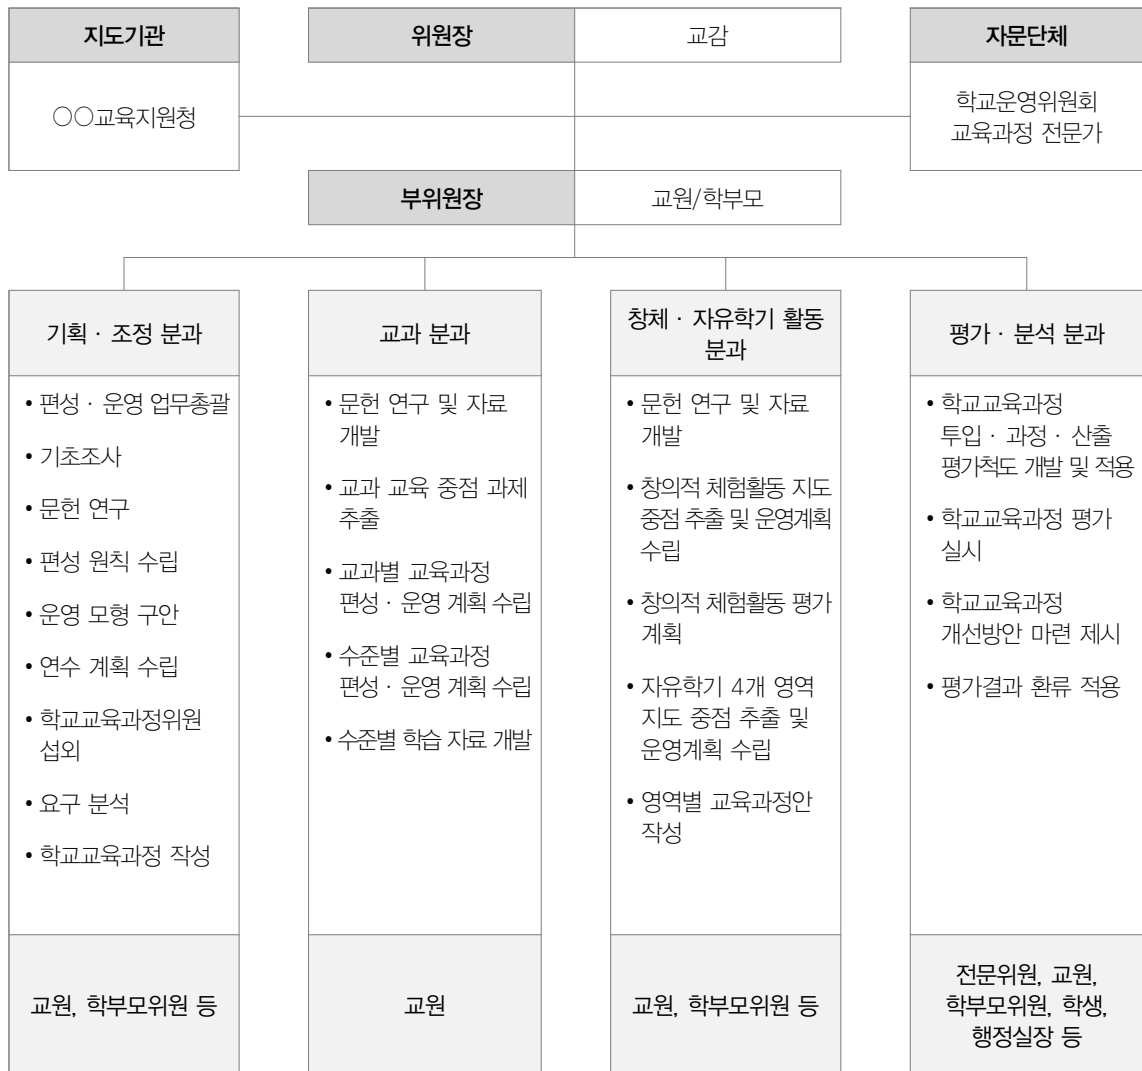 지도기관
○○교육지원청
위원장
교감
자문단체
학교운영위원회
교육과정 전문가
부위원장
교원/학부모
기획 · 조정 분과
• 편성 · 운영 업무총괄
• 기초조사
• 문헌 연구
• 편성 원칙 수립
• 운영 모형 구안
• 연수 계획 수립
• 학교교육과정위원
섭외
• 요구 분석
• 학교교육과정 작성
교원, 학부모위원 등
교과 분과
• 문헌 연구 및 자료
개발
• 교과 교육 중점 과제
추출
• 교과별 교육과정
편성 · 운영 계획 수립
• 수준별 교육과정
편성 · 운영 계획 수립
• 수준별 학습 자료 개발
교원
창체 · 자유학기 활동
분과
• 문헌 연구 및 자료
개발
• 창의적 체험활동 지도
중점 추출 및 운영계획
수립
• 창의적 체험활동 평가
계획
• 자유학기 4개 영역
지도 중점 추출 및
운영계획 수립
• 영역별 교육과정안
작성
교원, 학부모위원 등
평가 · 분석 분과
• 학교교육과정
투입 · 과정 · 산출
평가척도 개발 및 적용
• 학교교육과정 평가
실시
• 학교교육과정
개선방안 마련 제시
• 평가결과 환류 적용
전문위원, 교원,
학부모위원, 학생,
행정실장 등